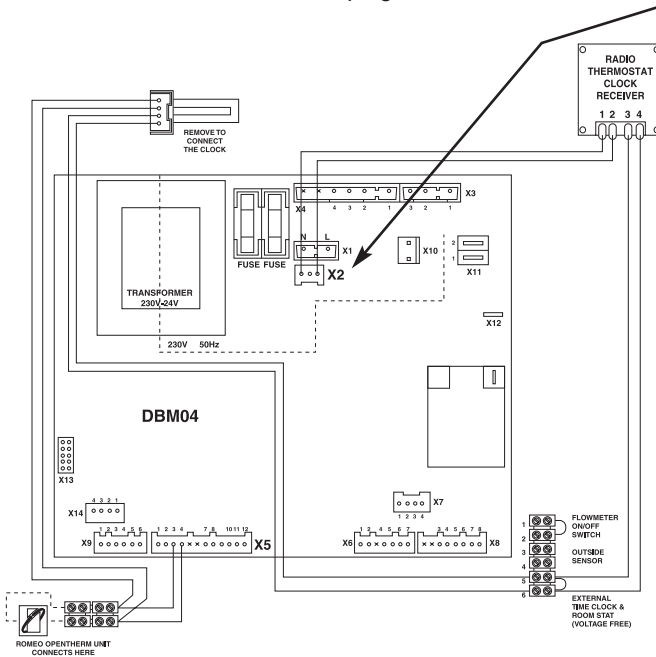 RADIO
THERMOSTAT
CLOCK
RECEIVER
1 2 3 4
REMOVE TO
CONNECT
THE CLOCK
X4
4 3 2 1
3 2 1
X3
FUSE FUSE
N L
X1
X2
X10
2
1
X11
TRANSFORMER
230V-24V
X12
230V 50Hz
DBM04
X13
4 3 2 1
X14
X7
1 2 3 4
1 2 3 4 5 6
X9
1 2 3 4 7 8 10 11 12
X5
1 2 4 5 6 7
X6
3 4 5 6 7 8
X8
1
2
3
4
5
6
FLOWMETER
ON/OFF
SWITCH
OUTSIDE
SENSOR
EXTERNAL
TIME CLOCK &
ROOM STAT
(VOLTAGE FREE)
ROMEO OPENTHERM UNIT
CONNECTS HERE